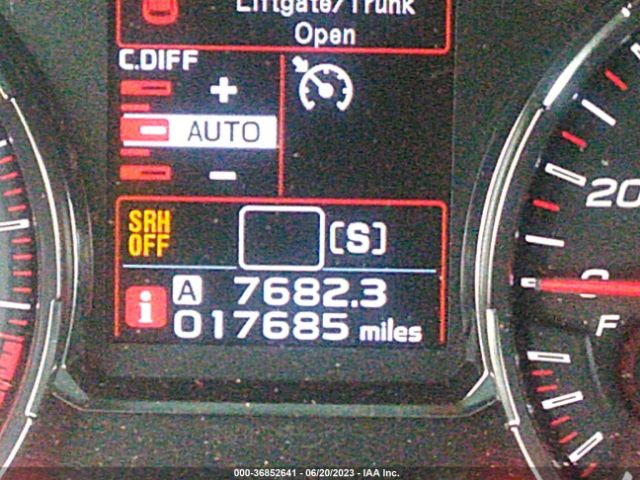 Liftgate/Trunk
Open
C.DIFF
+
AUTO
-
SRH
OFF
[S]
i A 7682.3
017685 miles
20
F
000-36852641 - 06/20/2023 - IAA Inc.